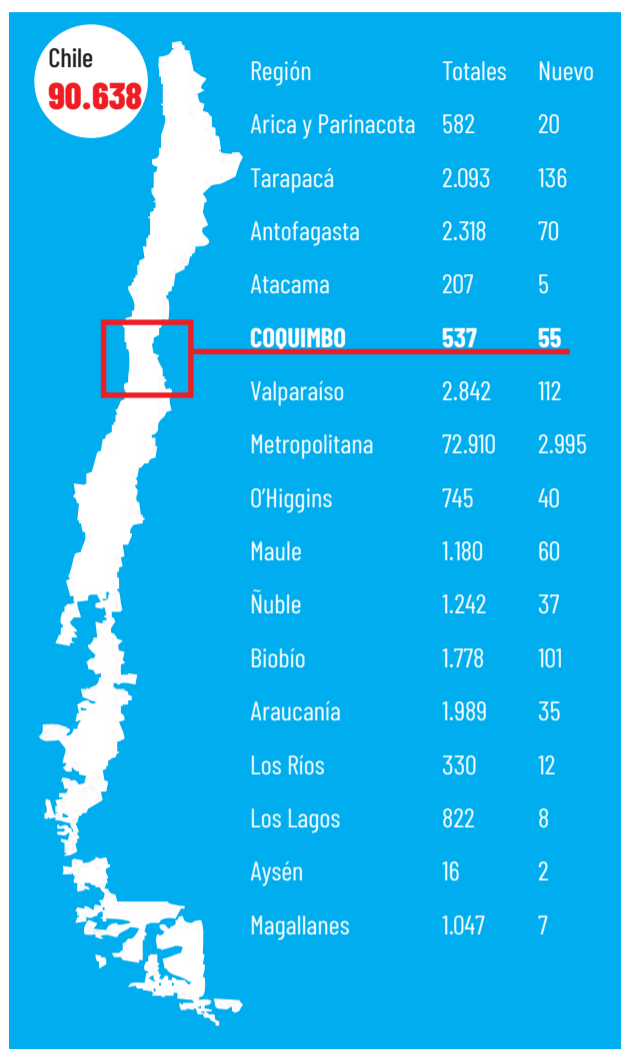 Chile
90.638
Región Totales Nuevo
Arica y Parinacota 582 20
Tarapacá 2.093 136
Antofagasta 2.318 70
Atacama 207 5
COQUIMBO 537 55
Valparaíso 2.842 112
Metropolitana 72.910 2.995
O'Higgins 745 40
Maule 1.180 60
Ñuble 1.242 37
Biobío 1.778 101
Araucanía 1.989 35
Los Ríos 330 12
Los Lagos 822 8
Aysén 16 2
Magallanes 1.047 7